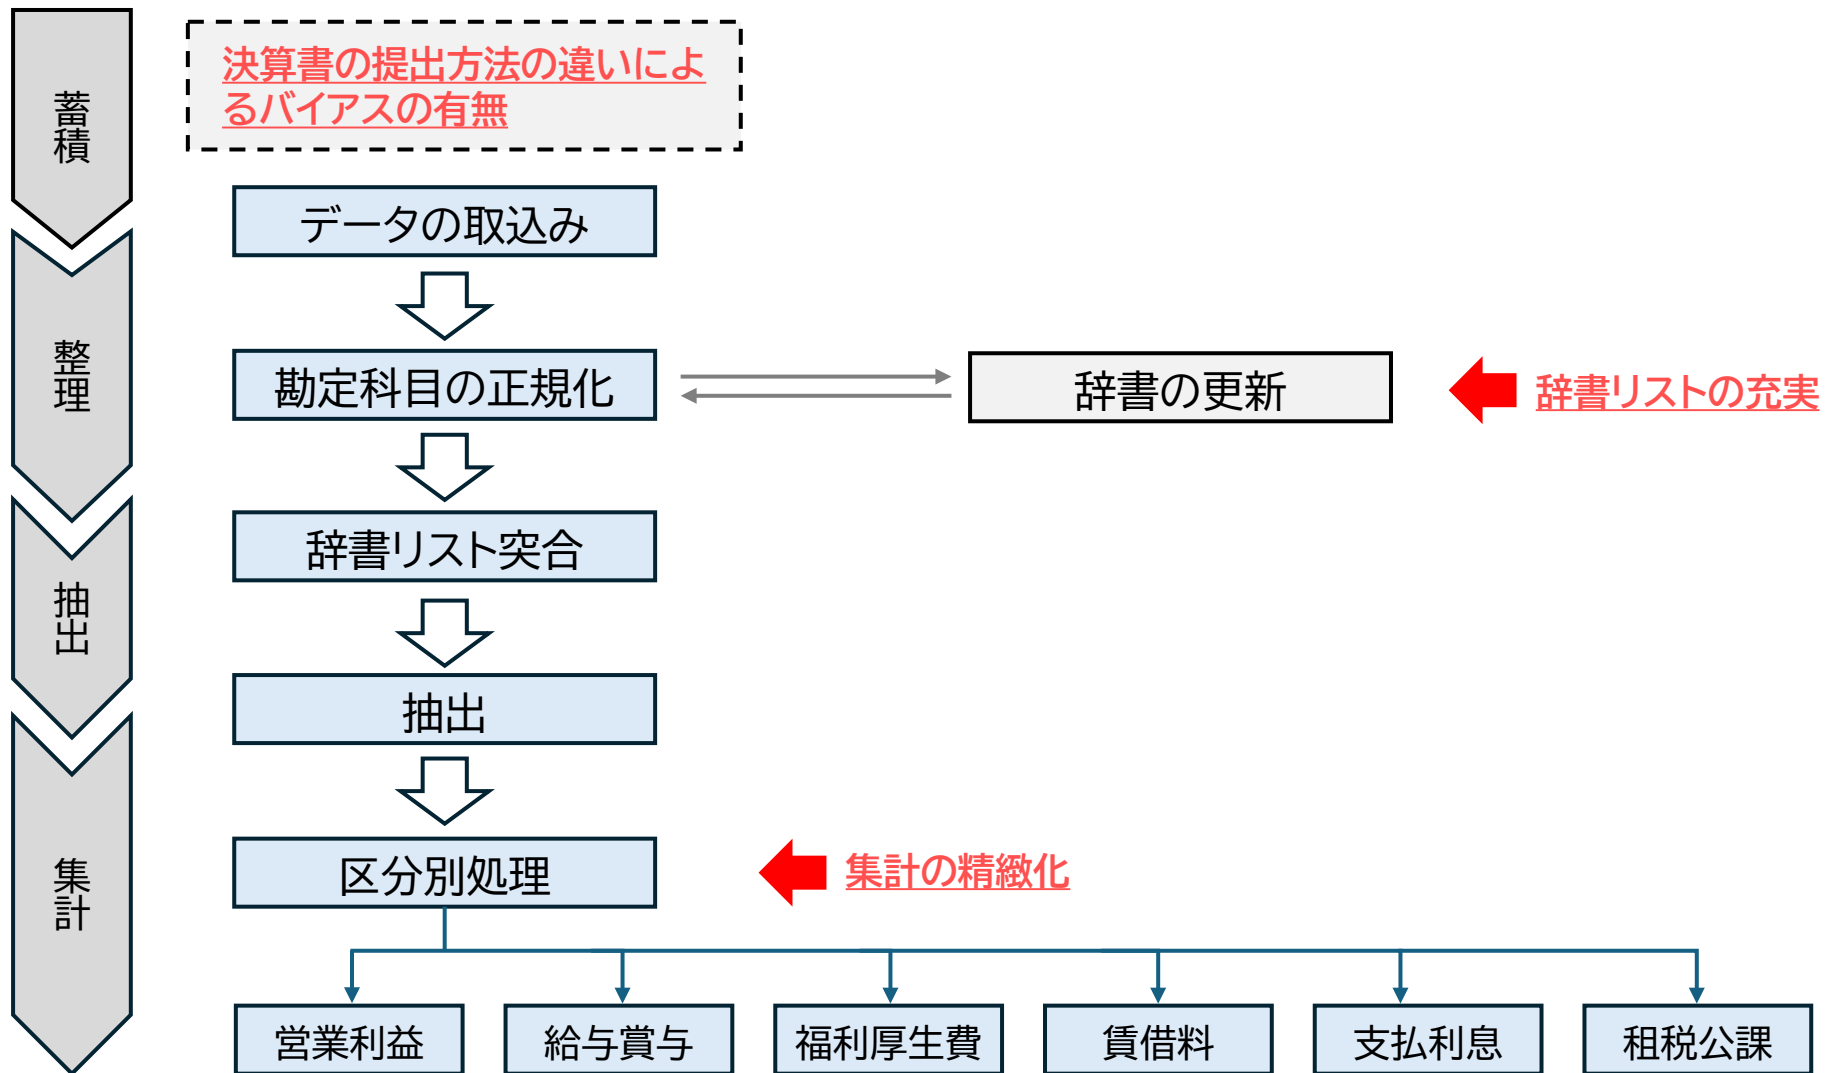 蓄積
決算書の提出方法の違いによ
るバイアスの有無
データの取込み
整理
勘定科目の正規化
辞書の更新
辞書リストの充実
辞書リスト突合
抽出
抽出
区分別処理
集計の精緻化
集計
営業利益
給与賞与
福利厚生費
賃借料
支払利息
租税公課